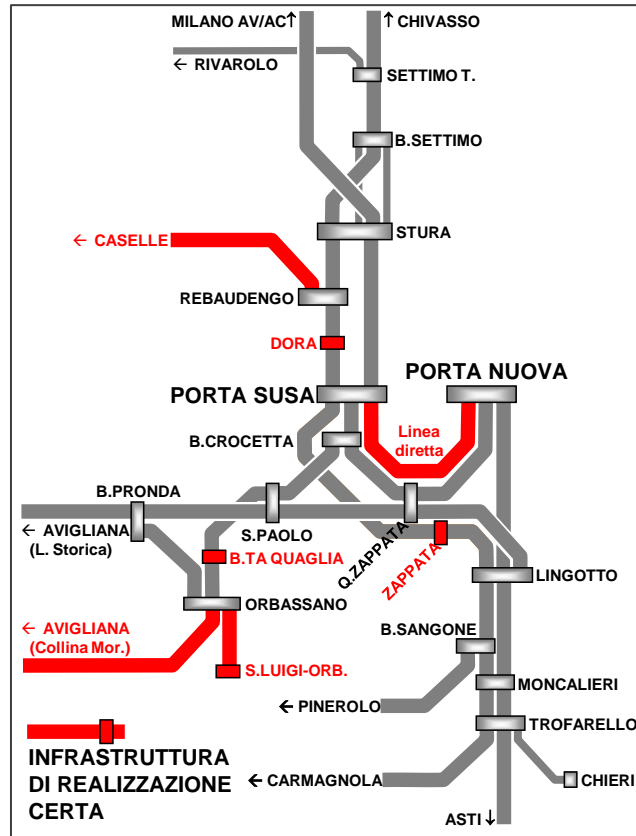 MILANO AV/AC↑
↑ CHIVASSO
← RIVAROLO
SETTIMO T.
B.SETTIMO
STURA
← CASELLE
REBAUDENGO
DORA
PORTA SUSA
PORTA NUOVA
B.CROCETTA
Linea
diretta
B.PRONDA
← AVIGLIANA
(L. Storica)
S.PAOLO
Q.ZAPPATA
ZAPPATA
B.TA QUAGLIA
LINGOTTO
ORBASSANO
← AVIGLIANA
(Collina Mor.)
B.SANGONE
S.LUIGI-ORB.
MONCALIERI
← PINEROLO
TROFARELLO
INFRASTRUTTURA
DI REALIZZAZIONE
CERTA
← CARMAGNOLA
CHIERI
ASTI ↓